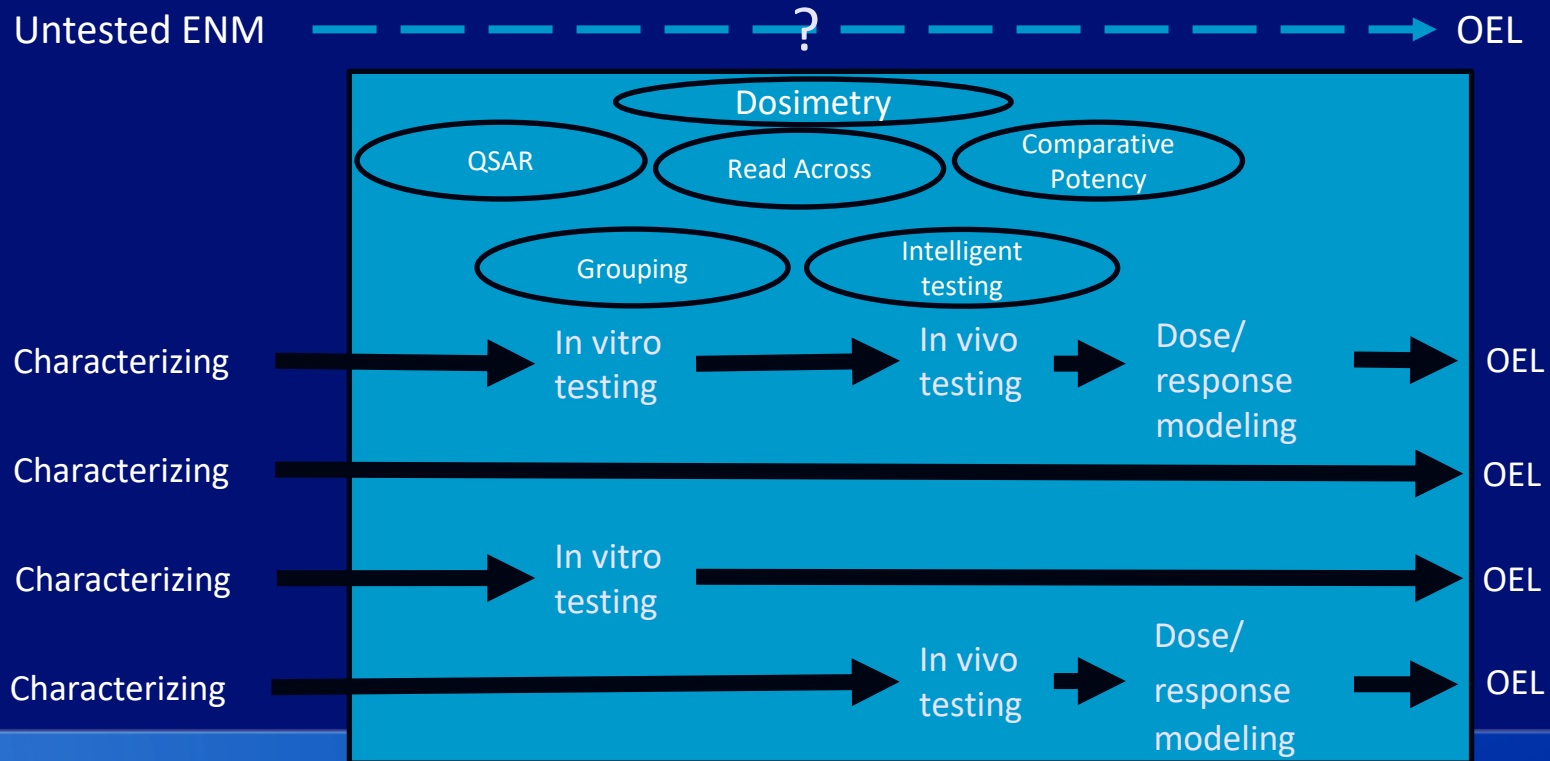 Untested ENM ? OEL
Dosimetry
QSAR
Read Across
Comparative
Potency
Grouping
Intelligent
testing
Characterizing
In vitro
testing
In vivo
testing
Dose/
response
modeling
OEL
Characterizing
OEL
Characterizing
In vitro
testing
OEL
Characterizing
In vivo
testing
Dose/
response
modeling
OEL